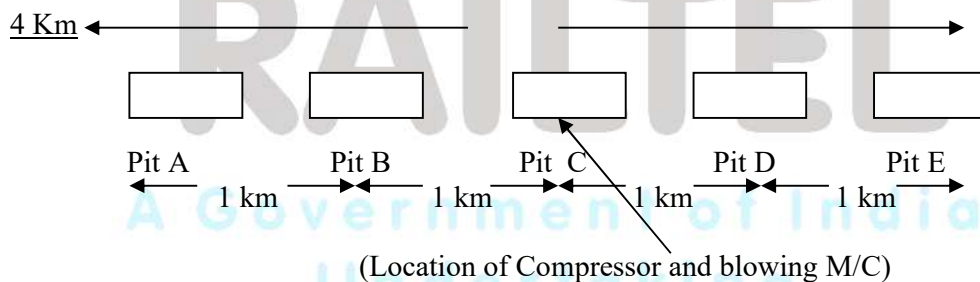 4 Km
RAILTEL
Pit A Pit B Pit C Pit D Pit E
1 km 1 km 1 km 1 km
A Government of India
Undertaking
(Location of Compressor and blowing M/C)